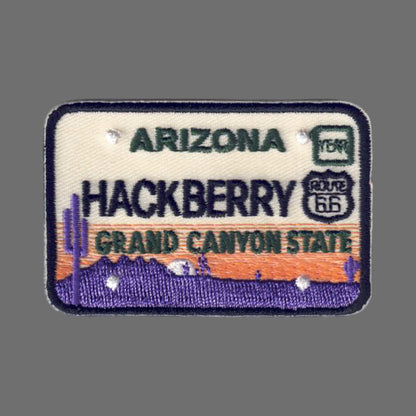 ARIZONA
YEAR
HACKBERRY
ROUTE
66
GRAND CANYON STATE